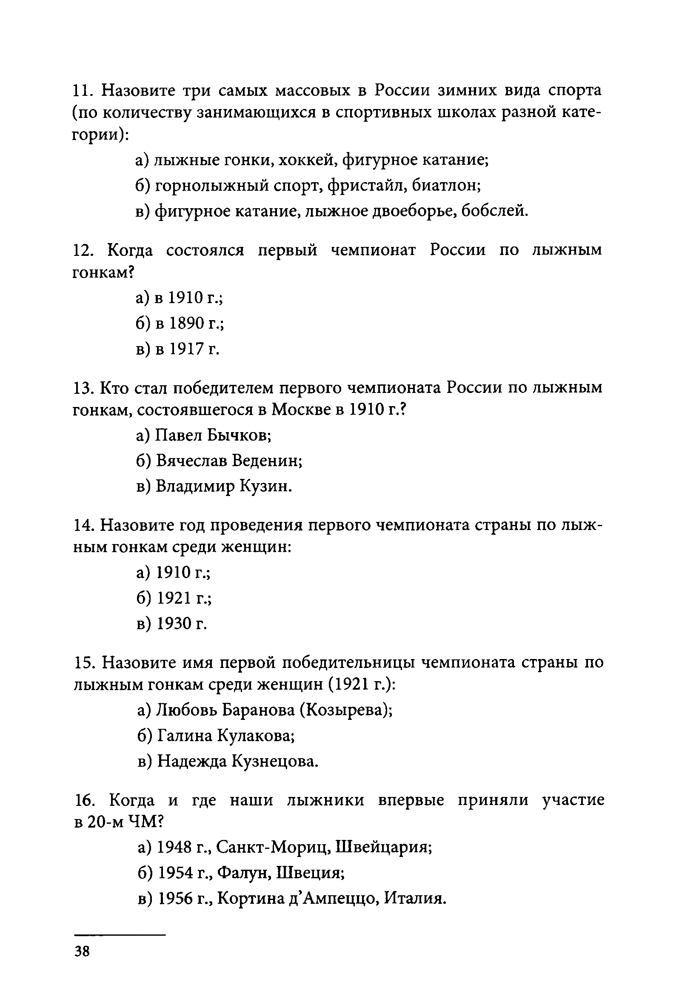 11. Назовите три самых массовых в России зимних вида спорта
(по количеству занимающихся в спортивных школах разной кате-
гории):
а) лыжные гонки, хоккей, фигурное катание;
б) горнолыжный спорт, фристайл, биатлон;
в) фигурное катание, лыжное двоеборье, бобслей.
12. Когда состоялся первый чемпионат России по лыжным
гонкам?
а) в 1910 г.;
б) в 1890 г.;
в) в 1917 г.
13. Кто стал победителем первого чемпионата России по лыжным
гонкам, состоявшегося в Москве в 1910 г.?
а) Павел Бычков;
б) Вячеслав Веденин;
в) Владимир Кузин.
14. Назовите год проведения первого чемпионата страны по лыж-
ным гонкам среди женщин:
а) 1910 г.;
б) 1921 г.;
в) 1930 г.
15. Назовите имя первой победительницы чемпионата страны по
лыжным гонкам среди женщин (1921 г.):
а) Любовь Баранова (Козырева);
б) Галина Кулакова;
в) Надежда Кузнецова.
16. Когда и где наши лыжники впервые приняли участие
в 20-м ЧМ?
а) 1948 г., Санкт-Мориц, Швейцария;
б) 1954 г., Фалун, Швеция;
в) 1956 г., Кортина д’Ампеццо, Италия.
38